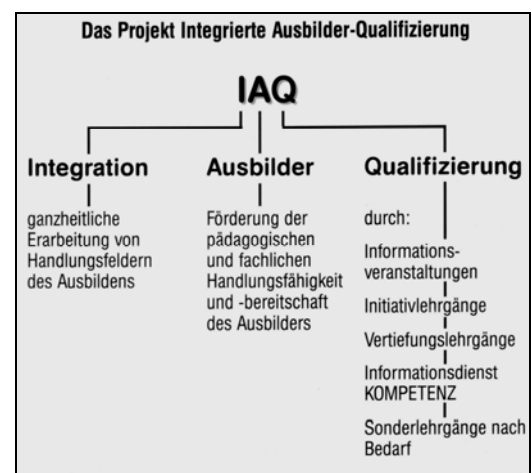 Das Projekt Integrierte Ausbilder-Qualifizierung
IAQ
Integration
ganzheitliche
Erarbeitung von
Handlungsfeldern
des Ausbildens
Ausbilder
Förderung der
pädagogischen
und fachlichen
Handlungsfähigkeit
und -bereitschaft
des Ausbilders
Qualifizierung
durch:
Informations-
veranstaltungen
Initiativlehrgänge
Vertiefungslehrgänge
Informationsdienst
KOMPETENZ
Sonderlehrgänge nach
Bedarf